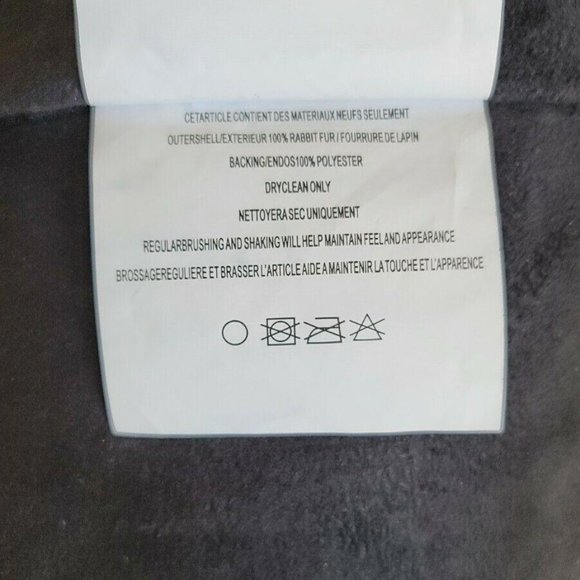 CETARTICLE CONTIENT DES MATERIAUX NEUFS SEULEMENT
OUTERSHELL/EXTERIEUR 100% RABBIT FUR / FOURRURE DE LAPIN
BACKING/ENDOS100% POLYESTER
DRYCLEAN ONLY
NETTOYERA SEC UNIQUEMENT
REGULARBRUSHING AND SHAKING WILL HELP MAINTAIN FEEL AND APPEARANCE
BROSSAGEREGULIERE ET BRASSER L'ARTICLE AIDE A MAINTENIR LA TOUCHE ET L'APPARENCE